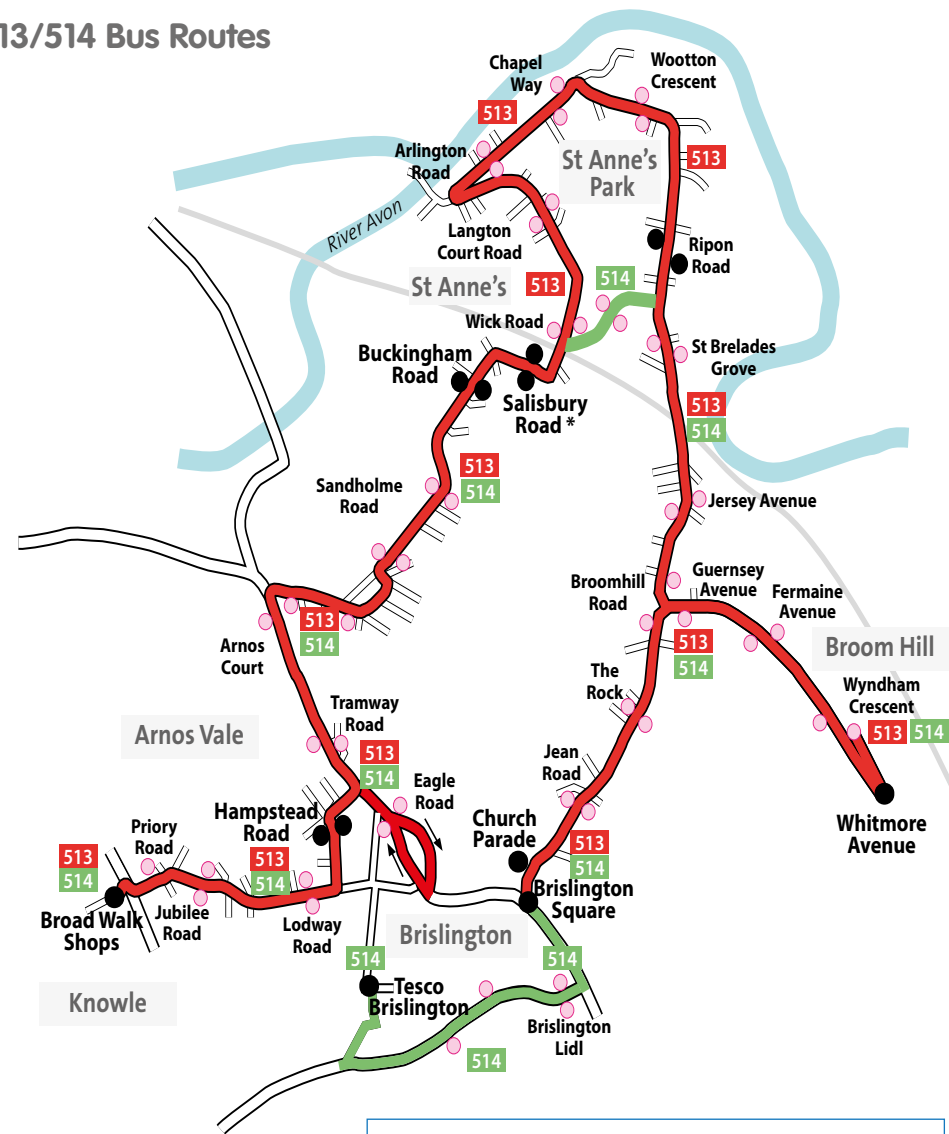 13/514 Bus Routes
Chapel
Way
Wootton
Crescent
513
Arlington
Road
St Anne's
Park
513
River Avon
Langton
Court Road
Ripon
Road
St Anne's
513
514
Wick Road
Buckingham
Road
St Brelades
Grove
Salisbury
Road *
513
514
Sandholme
Road
513
514
Jersey Avenue
Broomhill
Road
Guernsey
Avenue
Fermaine
Avenue
513
514
Arnos
Court
513
514
Broom Hill
The
Rock
Wyndham
Crescent
513 514
Tramway
Road
Arnos Vale
513
514
Jean
Road
Eagle
Road
Hampstead
Road
Church
Parade
Whitmore
Avenue
Priory
Road
513
514
513
514
513
514
Brislington
Square
Broad Walk
Shops
Jubilee
Road
Lodway
Road
Brislington
514
514
Knowle
Tesco
Brislington
Brislington
Lidl
514